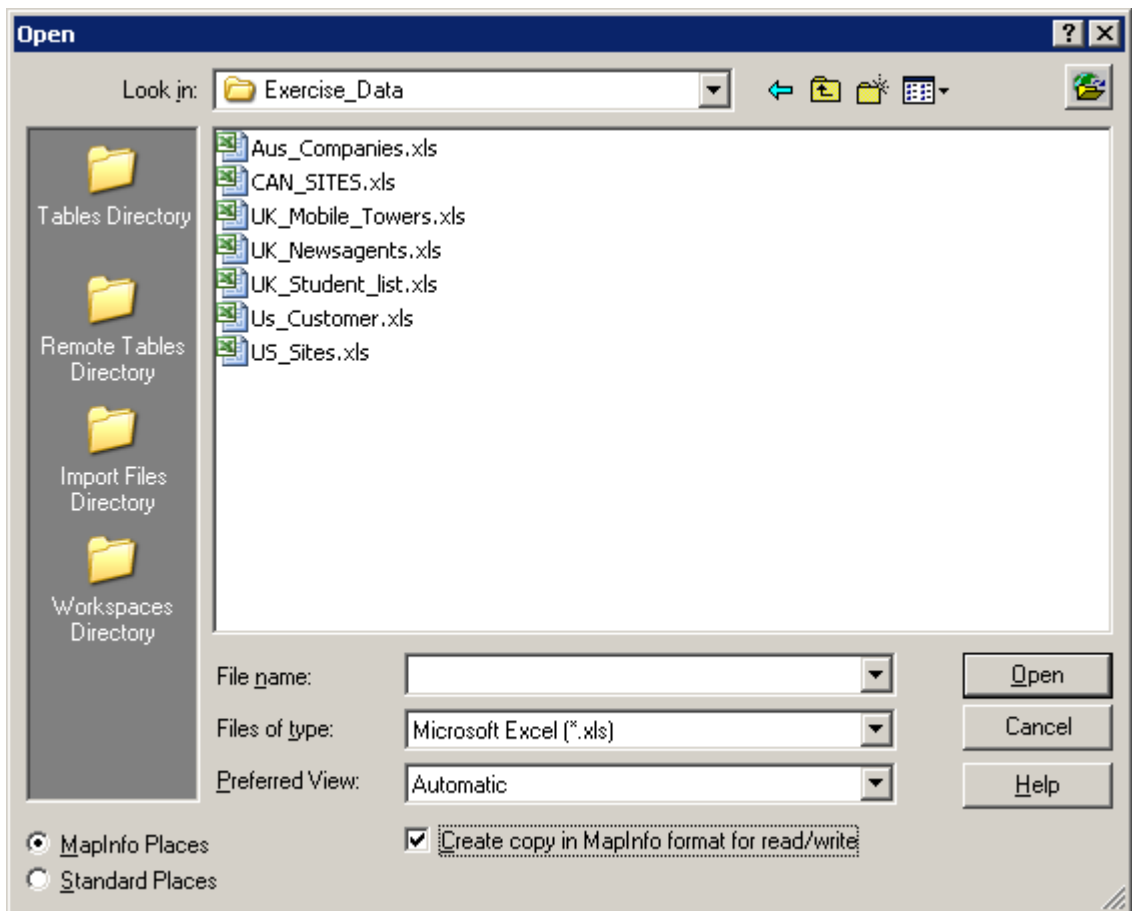 Open
Look in: Exercise_Data
Tables Directory
Remote Tables
Directory
Import Files
Directory
Workspaces
Directory
Aus_Companies.xls
CAN_SITES.xls
UK_Mobile_Towers.xls
UK_Newsagents.xls
UK_Student_list.xls
Us_Customer.xls
US_Sites.xls
File name:
Open
Files of type: Microsoft Excel (*.xls)
Cancel
Preferred View: Automatic
Help
MapInfo Places
Standard Places
Create copy in MapInfo format for read/write